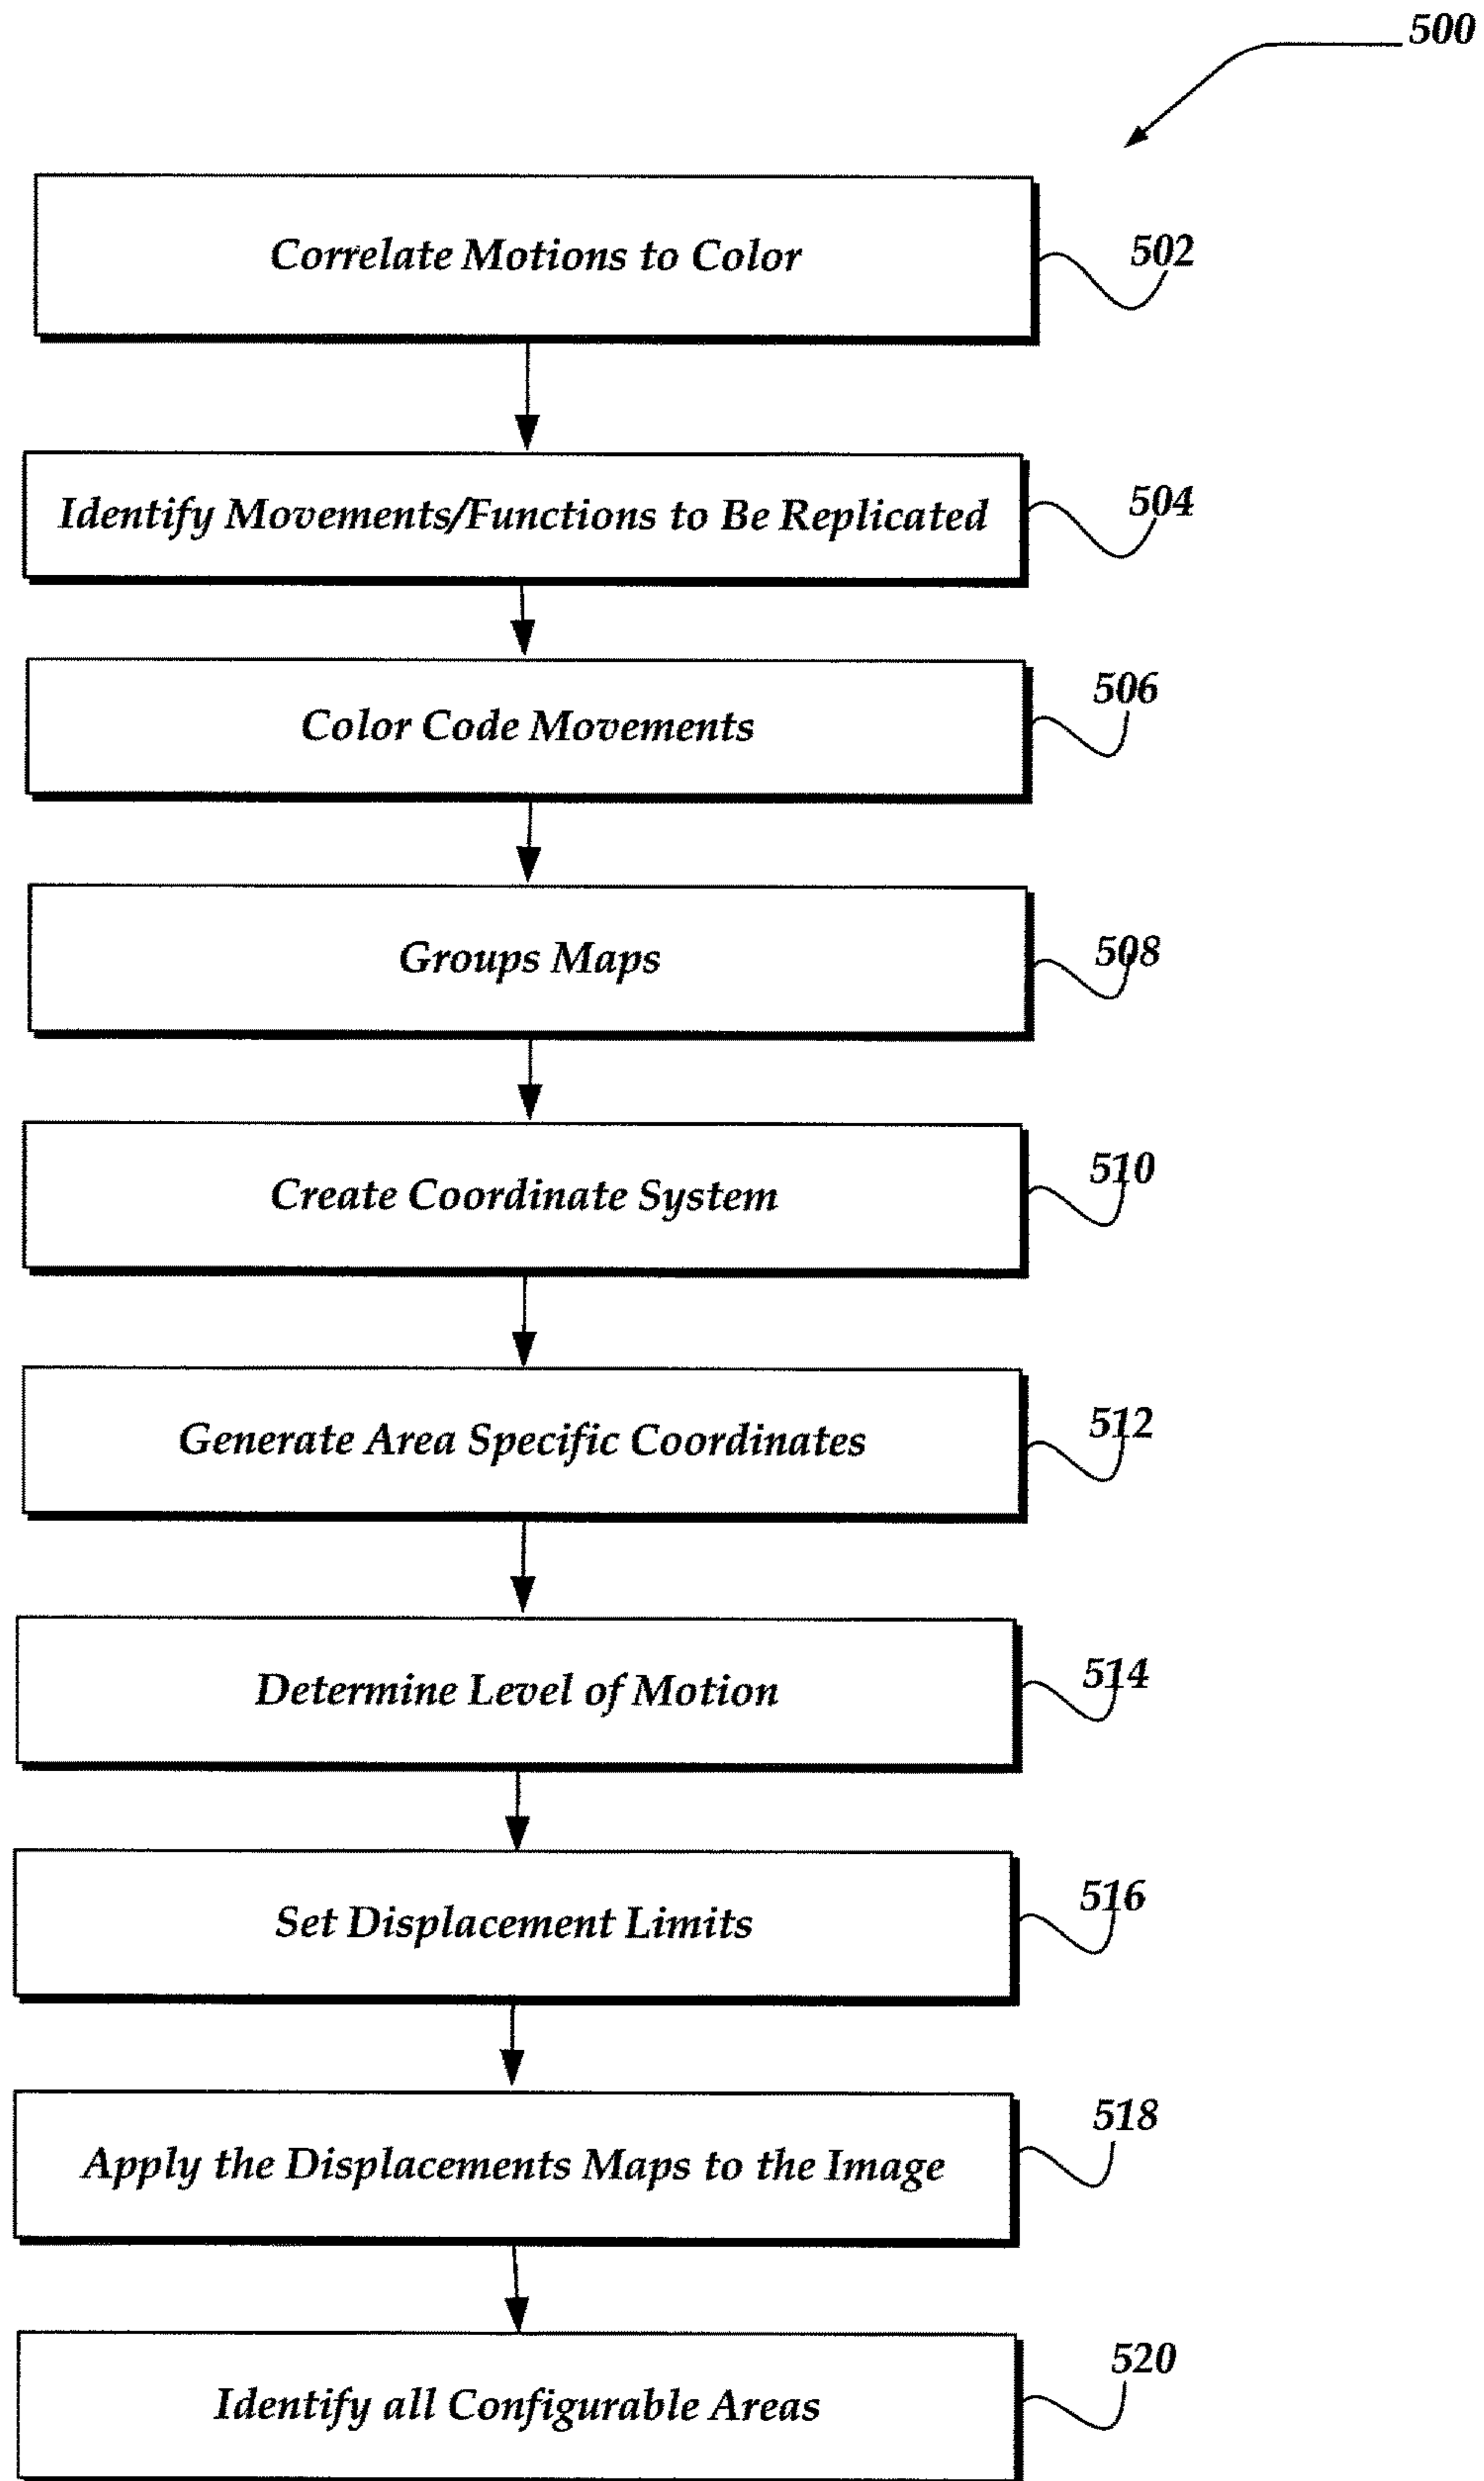 500
Correlate Motions to Color
502
Identify Movements/Functions to Be Replicated
504
Color Code Movements
506
Groups Maps
508
Create Coordinate System
510
Generate Area Specific Coordinates
512
Determine Level of Motion
514
Set Displacement Limits
516
Apply the Displacements Maps to the Image
518
Identify all Configurable Areas
520